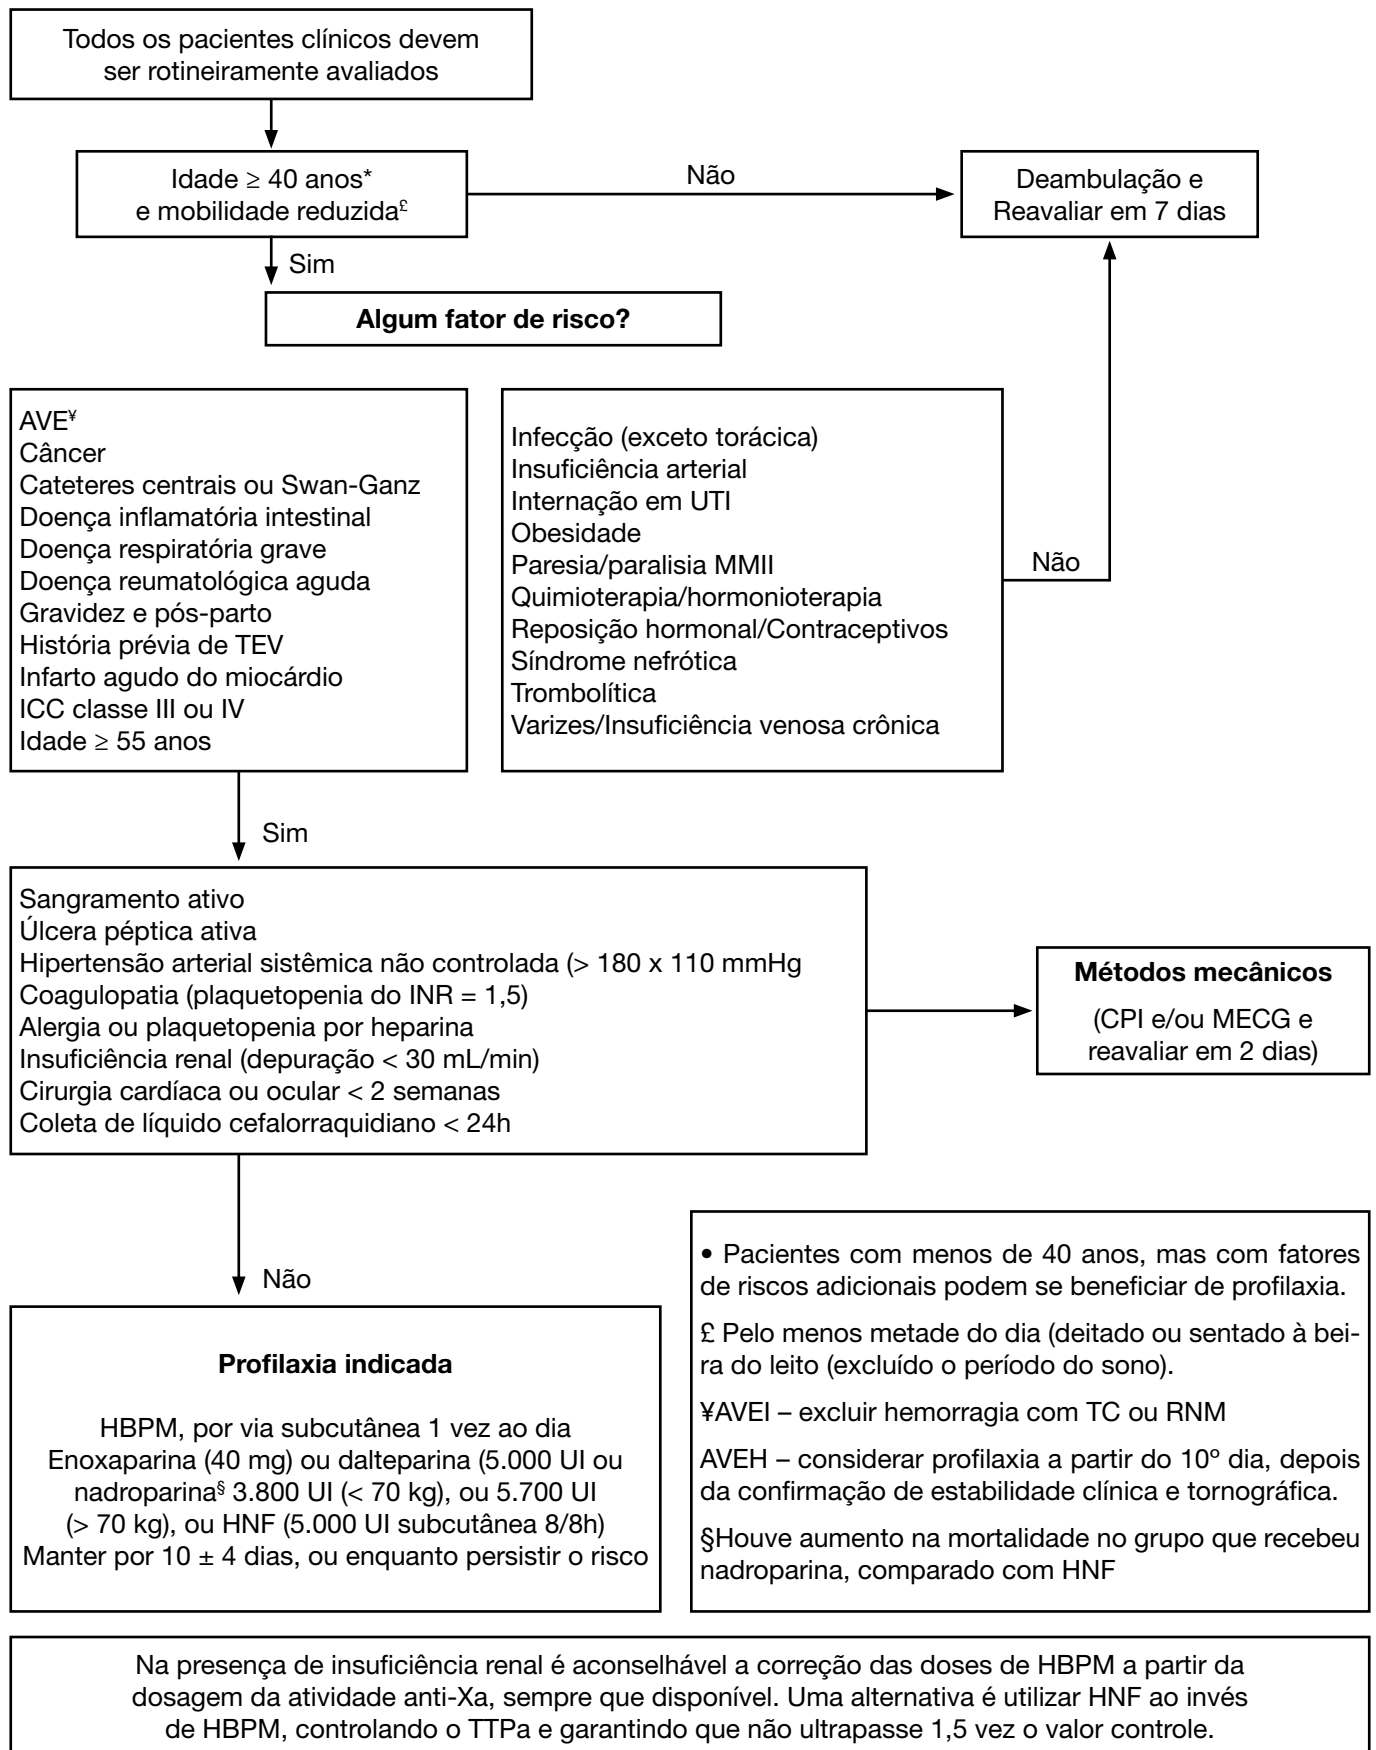 Todos os pacientes clínicos devem
ser rotineiramente avaliados
Idade ≥ 40 anos*
e mobilidade reduzida£
Não
Deambulação e
Reavaliar em 7 dias
Sim
Algum fator de risco?
AVE¥
Câncer
Cateteres centrais ou Swan-Ganz
Doença inflamatória intestinal
Doença respiratória grave
Doença reumatológica aguda
Gravidez e pós-parto
História prévia de TEV
Infarto agudo do miocárdio
ICC classe III ou IV
Idade ≥ 55 anos
Infecção (exceto torácica)
Insuficiência arterial
Internação em UTI
Obesidade
Paresia/paralisia MMII
Quimioterapia/hormonioterapia
Reposição hormonal/Contraceptivos
Síndrome nefrótica
Trombolítica
Varizes/Insuficiência venosa crônica
Não
Sim
Sangramento ativo
Úlcera péptica ativa
Hipertensão arterial sistêmica não controlada (> 180 x 110 mmHg
Coagulopatia (plaquetopenia do INR = 1,5)
Alergia ou plaquetopenia por heparina
Insuficiência renal (depuração < 30 mL/min)
Cirurgia cardíaca ou ocular < 2 semanas
Coleta de líquido cefalorraquidiano < 24h
Métodos mecânicos
(CPI e/ou MECG e
reavaliar em 2 dias)
Não
Profilaxia indicada
HBPM, por via subcutânea 1 vez ao dia
Enoxaparina (40 mg) ou dalteparina (5.000 UI ou
nadroparina§ 3.800 UI (< 70 kg), ou 5.700 UI
(> 70 kg), ou HNF (5.000 UI subcutânea 8/8h)
Manter por 10 ± 4 dias, ou enquanto persistir o risco
• Pacientes com menos de 40 anos, mas com fatores
de riscos adicionais podem se beneficiar de profilaxia.
£ Pelo menos metade do dia (deitado ou sentado à bei-
ra do leito (excluído o período do sono).
¥AVEI – excluir hemorragia com TC ou RNM
AVEH – considerar profilaxia a partir do 10º dia, depois
da confirmação de estabilidade clínica e tornográfica.
§Houve aumento na mortalidade no grupo que recebeu
nadroparina, comparado com HNF
Na presença de insuficiência renal é aconselhável a correção das doses de HBPM a partir da
dosagem da atividade anti-Xa, sempre que disponível. Uma alternativa é utilizar HNF ao invés
de HBPM, controlando o TTPa e garantindo que não ultrapasse 1,5 vez o valor controle.